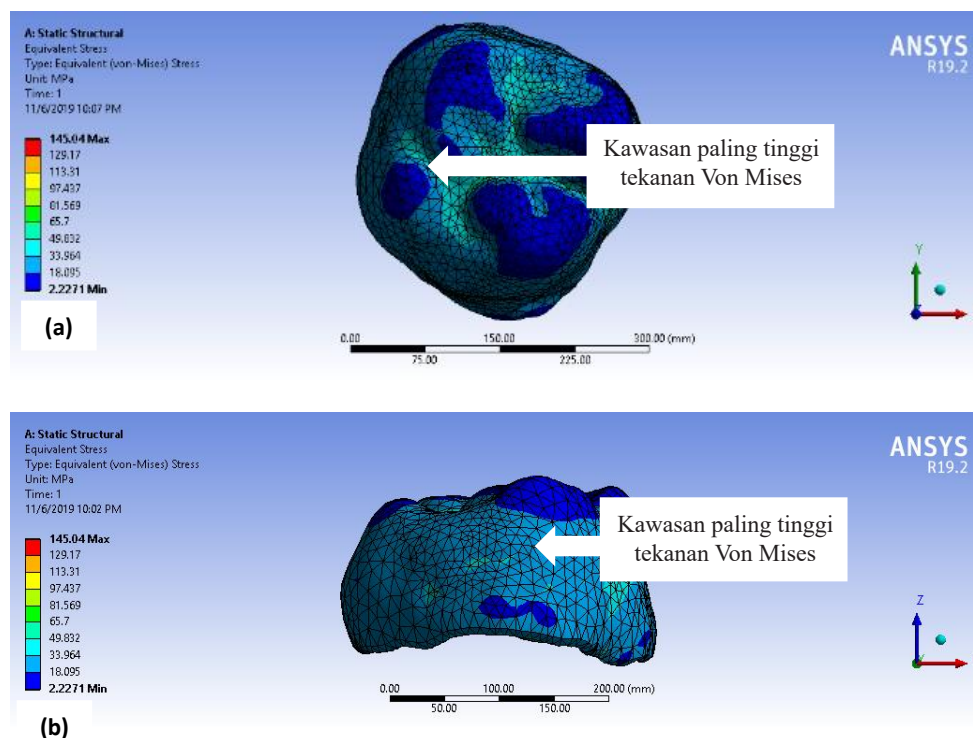 A: Static Structural
Equivalent Stress
Type: Equivalent (von-Mises) Stress
Unit: MPa
Time: 1
11/6/2019 10:07 PM
145.04 Max
129.17
113.31
97.437
81.569
65.7
49.832
33.964
18.095
2.2271 Min
ANSYS
R19.2
Kawasan paling tinggi
tekanan Von Mises
Y
(a)
0.00 150.00 300.00 (mm)
75.00 225.00
A: Static Structural
Equivalent Stress
Type: Equivalent (von-Mises) Stress
Unit: MPa
Time: 1
11/6/2019 10:02 PM
145.04 Max
129.17
113.31
97.437
81.569
65.7
49.832
33.964
18.095
2.2271 Min
ANSYS
R19.2
Kawasan paling tinggi
tekanan Von Mises
Z
0.00 100.00 200.00 (mm)
50.00 150.00
(b)